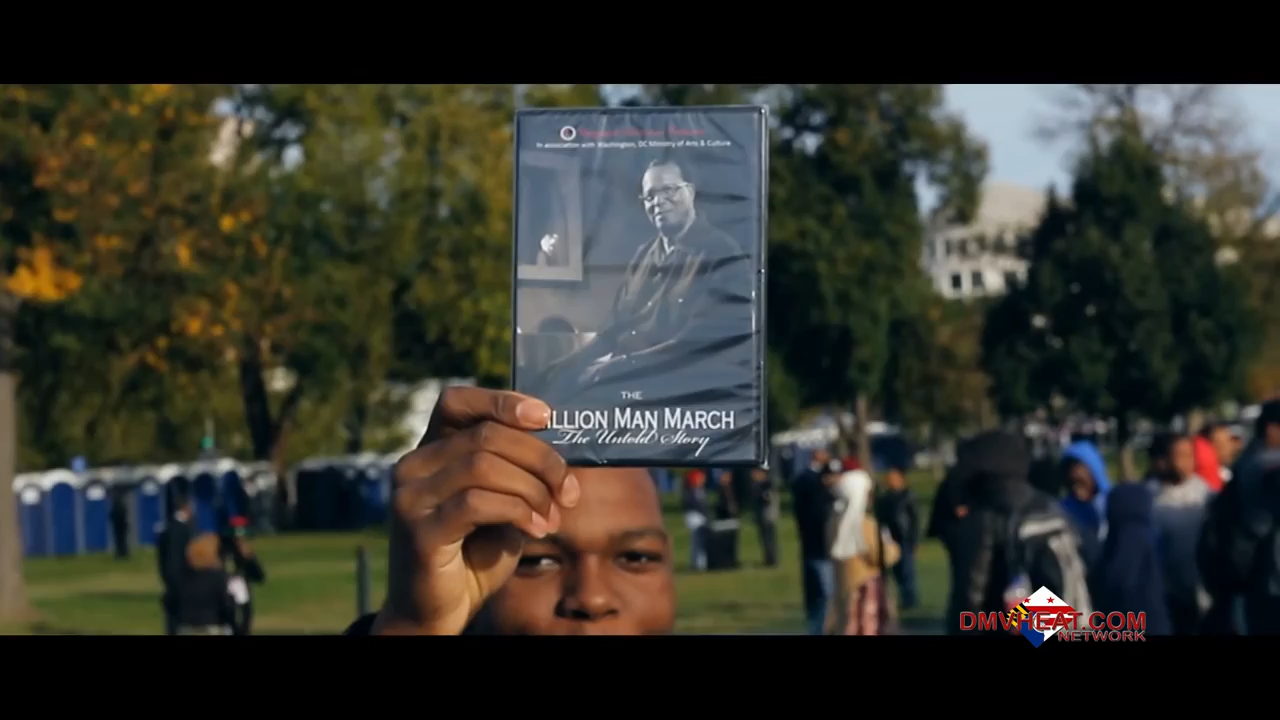 In association with Washington, DC Ministry of Arts & Culture
THE
ILLION MAN MARCH
The Untold Story
DMVHEAT.COM
NETWORK